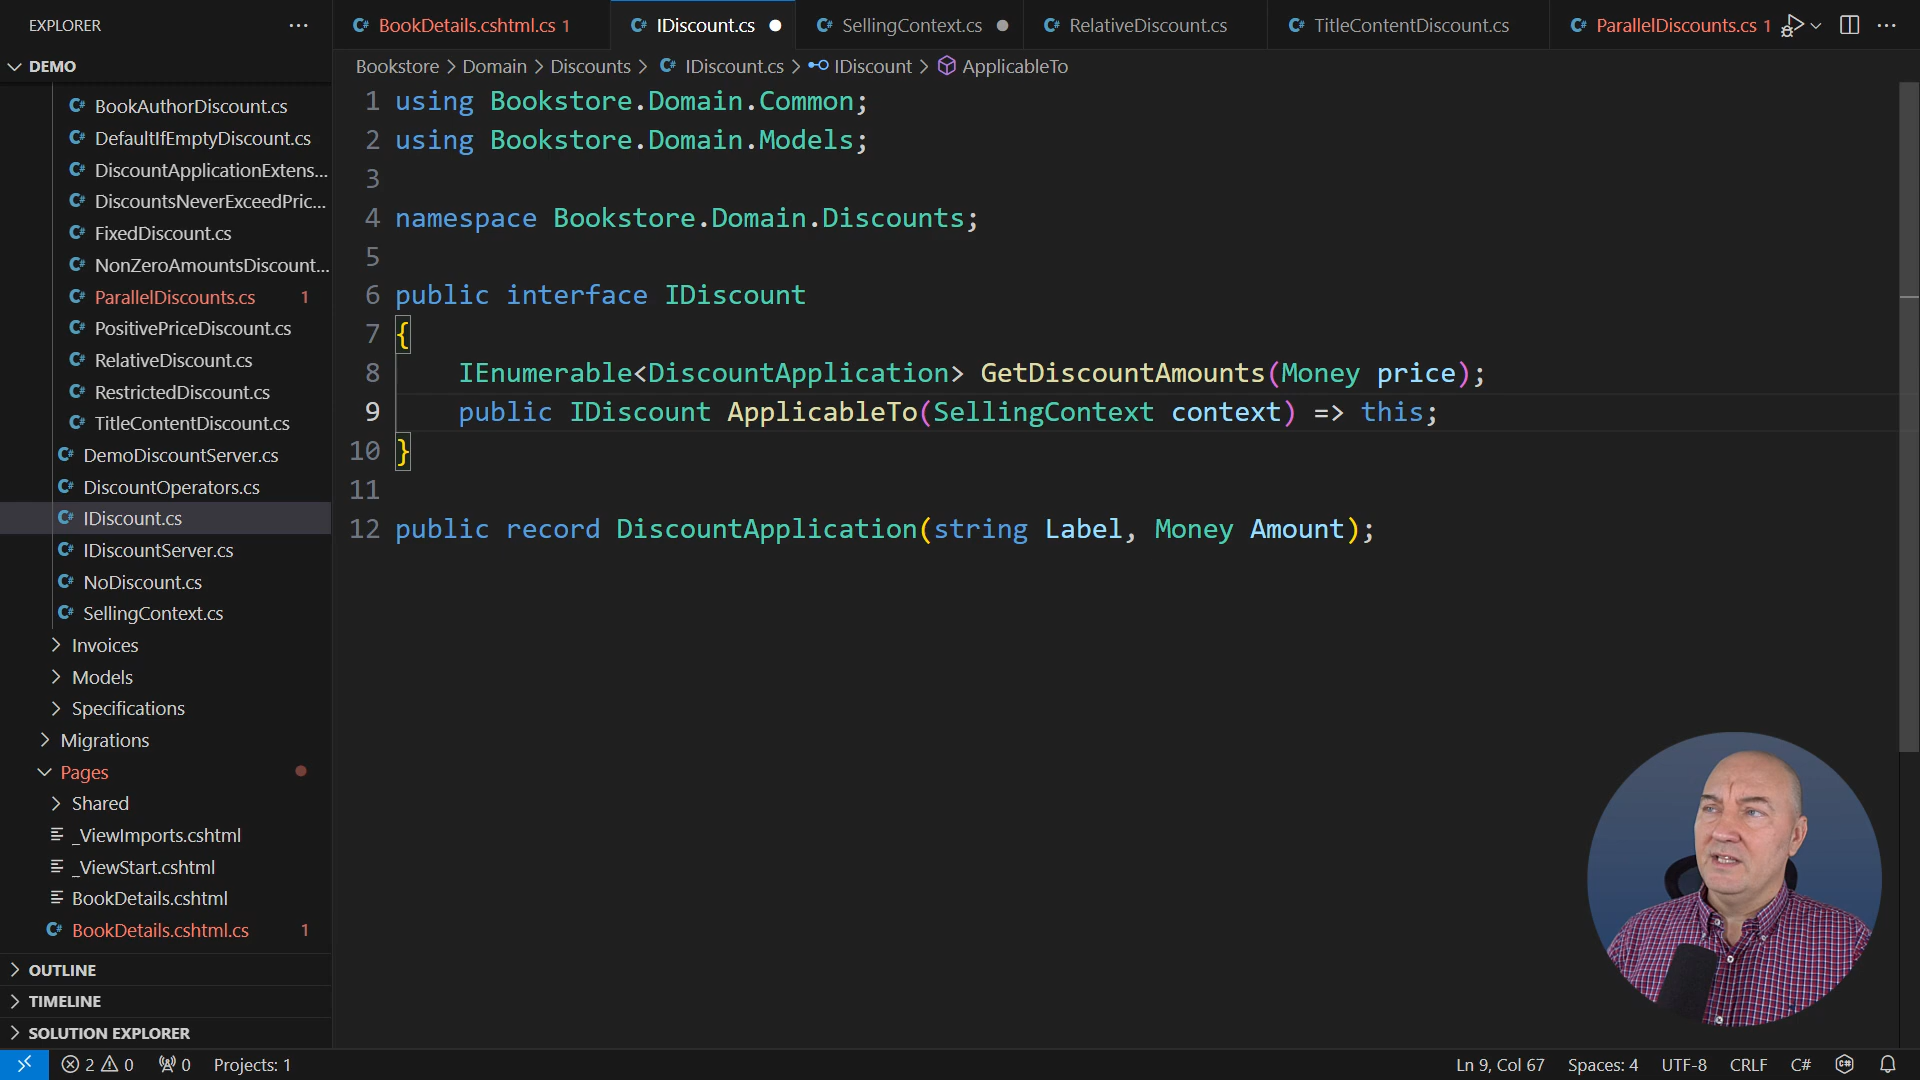 EXPLORER
DEMO
BookAuthorDiscount.cs
DefaultIfEmptyDiscount.cs
DiscountApplicationExtens...
DiscountsNeverExceedPric...
FixedDiscount.cs
NonZeroAmountsDiscount...
ParallelDiscounts.cs 1
PositivePriceDiscount.cs
RelativeDiscount.cs
RestrictedDiscount.cs
TitleContentDiscount.cs
DemoDiscountServer.cs
DiscountOperators.cs
IDiscount.cs
IDiscountServer.cs
NoDiscount.cs
SellingContext.cs
Invoices
Models
Specifications
Migrations
Pages
Shared
_ViewImports.cshtml
_ViewStart.cshtml
BookDetails.cshtml
BookDetails.cshtml.cs 1
OUTLINE
TIMELINE
SOLUTION EXPLORER
BookDetails.cshtml.cs 1
IDiscount.cs
SellingContext.cs
RelativeDiscount.cs
TitleContentDiscount.cs
ParallelDiscounts.cs 1
Bookstore > Domain > Discounts > IDiscount.cs > IDiscount > ApplicableTo
1 using Bookstore.Domain.Common;
2 using Bookstore.Domain.Models;
3
4 namespace Bookstore.Domain.Discounts;
5
6 public interface IDiscount
7 {
8 IEnumerable<DiscountApplication> GetDiscountAmounts(Money price);
9 public IDiscount ApplicableTo(SellingContext context) => this;
10 }
11
12 public record DiscountApplication(string Label, Money Amount);
2 0 0 Projects: 1
Ln 9, Col 67 Spaces: 4 UTF-8 CRLF C#